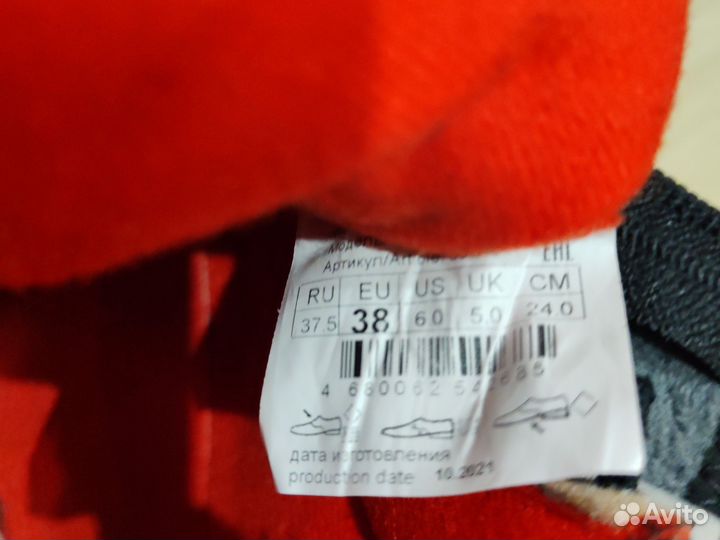 Артикул/Art
RU EU US UK CM
37.5 38 6.0 5.0 24.0
дата изготовления
production date 10.2021
Avito